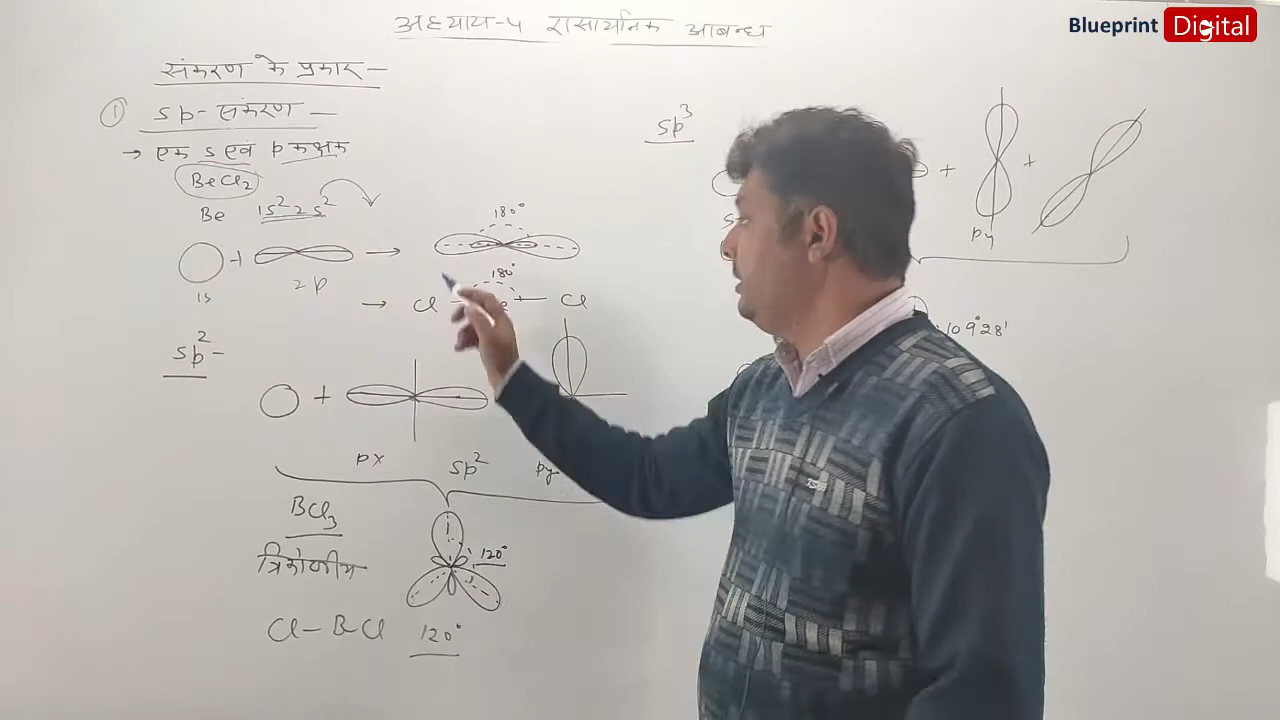 अध्याय-५ रासायनिक आबन्ध
Blueprint Digital
संकरण के प्रकार –
① sp- संकरण –
→ एक s एवं p कक्षक
BeCl2
Be 1s² 2s²
180°
+ →
1s 2p
180°
→ Cl – – Cl
sp² –
+
px sp² py
BCl3
त्रिकोणीय
120°
Cl – BCl 120°
sp³
+ +
s
py
109°28'